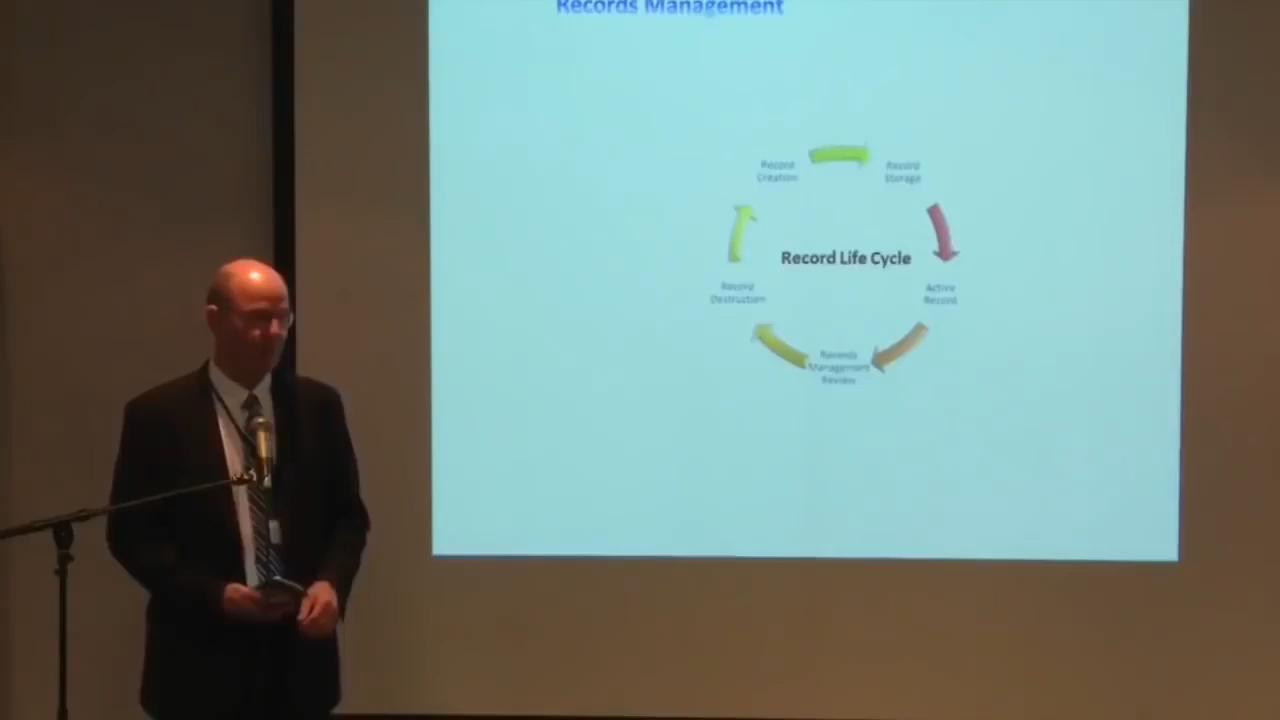 Records Management
Record
Creation
Record
Storage
Record Life Cycle
Record
Destruction
Active
Record
Records
Management
Review